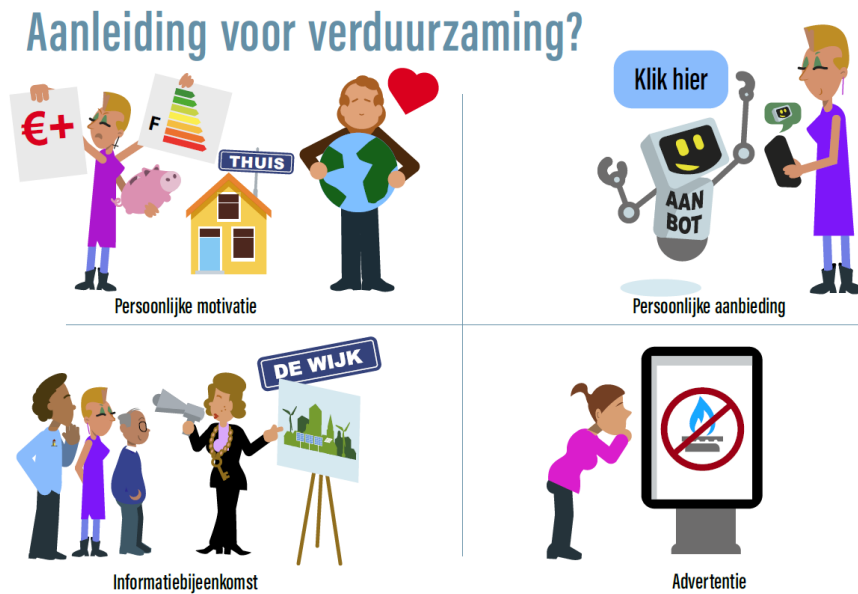 Aanleiding voor verduurzaming?
€+
F
THUIS
Persoonlijke motivatie
Klik hier
AAN
BOT
Persoonlijke aanbieding
DE WIJK
Informatiebijeenkomst
Advertentie